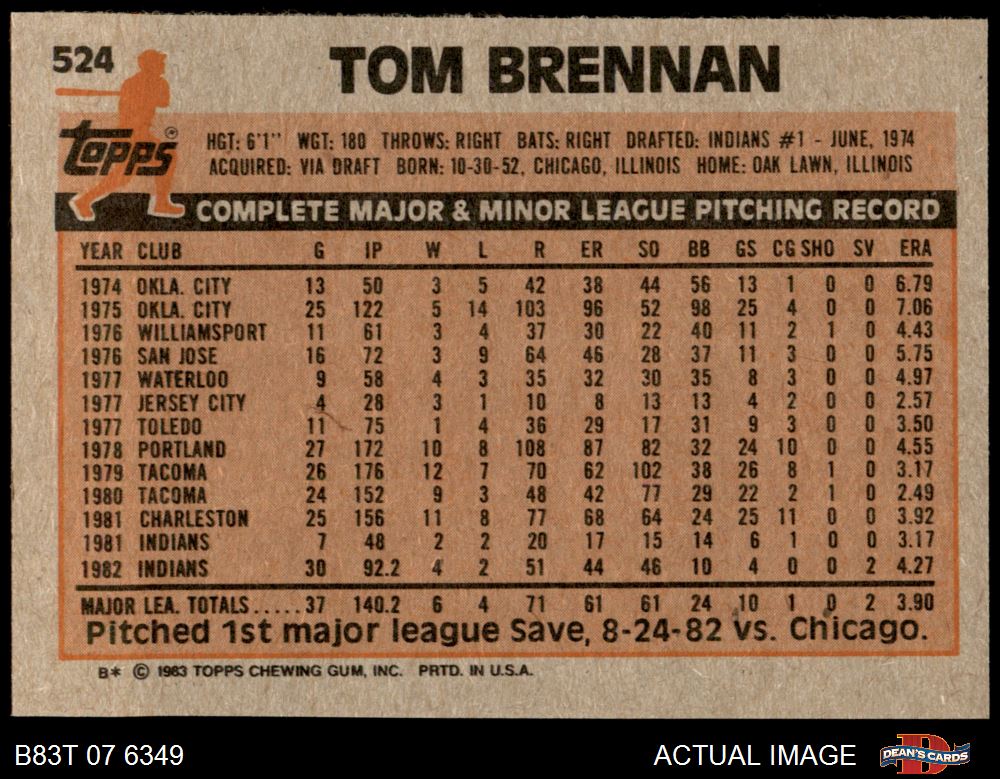 524
TOM BRENNAN
Topps ®
HGT: 6'1" WGT: 180 THROWS: RIGHT BATS: RIGHT DRAFTED: INDIANS #1 - JUNE, 1974
ACQUIRED: VIA DRAFT BORN: 10-30-52, CHICAGO, ILLINOIS HOME: OAK LAWN, ILLINOIS
COMPLETE MAJOR & MINOR LEAGUE PITCHING RECORD
YEAR CLUB G IP W L R ER SO BB GS CG SHO SV ERA
1974 OKLA. CITY 13 50 3 5 42 38 44 56 13 1 0 0 6.79
1975 OKLA. CITY 25 122 5 14 103 96 52 98 25 4 0 0 7.06
1976 WILLIAMSPORT 11 61 3 4 37 30 22 40 11 2 1 0 4.43
1976 SAN JOSE 16 72 3 9 64 46 28 37 11 3 0 0 5.75
1977 WATERLOO 9 58 4 3 35 32 30 35 8 3 0 0 4.97
1977 JERSEY CITY 4 28 3 1 10 8 13 13 4 2 0 0 2.57
1977 TOLEDO 11 75 1 4 36 29 17 31 9 3 0 0 3.50
1978 PORTLAND 27 172 10 8 108 87 82 32 24 10 0 0 4.55
1979 TACOMA 26 176 12 7 70 62 102 38 26 8 1 0 3.17
1980 TACOMA 24 152 9 3 48 42 77 29 22 2 1 0 2.49
1981 CHARLESTON 25 156 11 8 77 68 64 24 25 11 0 0 3.92
1981 INDIANS 7 48 2 2 20 17 15 14 6 1 0 0 3.17
1982 INDIANS 30 92.2 4 2 51 44 46 10 4 0 0 2 4.27
MAJOR LEA. TOTALS.....37 140.2 6 4 71 61 61 24 10 1 0 2 3.90
Pitched 1st major league Save, 8-24-82 vs. Chicago.
B* © 1983 TOPPS CHEWING GUM, INC. PRTD. IN U.S.A.
B83T 07 6349 ACTUAL IMAGE DEAN'S CARDS